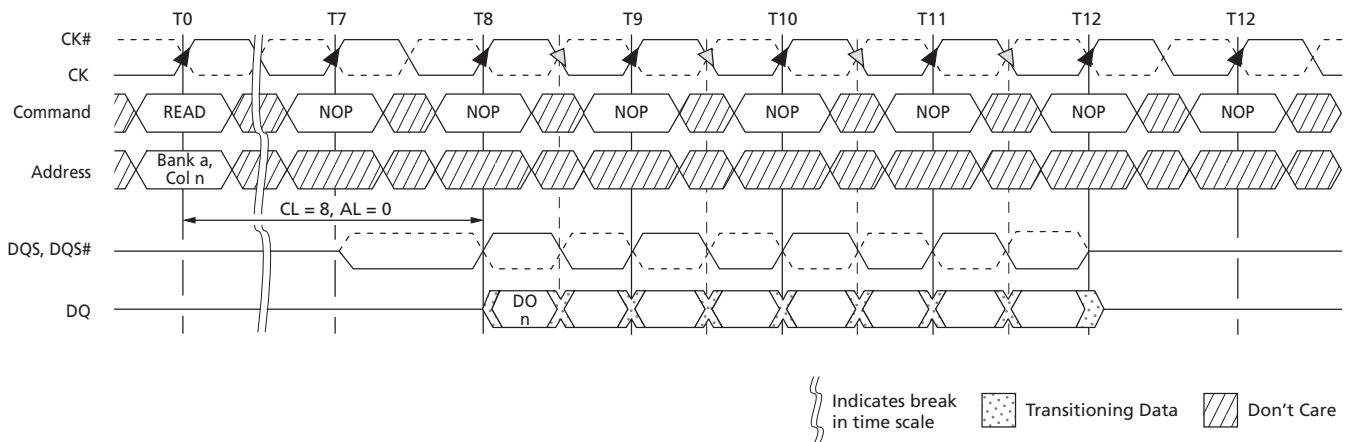 T0 T7 T8 T9 T10 T11 T12 T12
CK#
CK
Command READ NOP NOP NOP NOP NOP NOP NOP
Address Bank a,
Col n
CL = 8, AL = 0
DQS, DQS#
DQ DO
n
Indicates break
in time scale
Transitioning Data
Don't Care